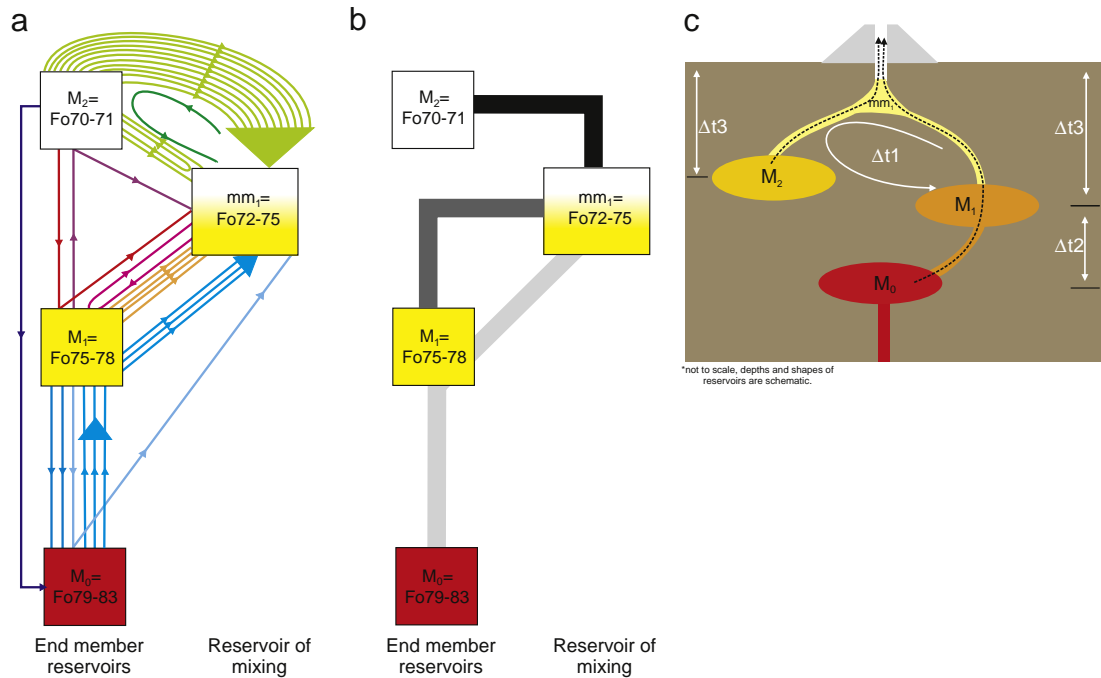 a
M₂=
Fo70-71
mm₁=
Fo72-75
M₁=
Fo75-78
M₀=
Fo79-83
End member
reservoirs
Reservoir of
mixing
b
M₂=
Fo70-71
mm₁=
Fo72-75
M₁=
Fo75-78
M₀=
Fo79-83
End member
reservoirs
Reservoir of
mixing
c
mm₁
Δt3
Δt3
Δt1
M₂
M₁
Δt2
M₀
*not to scale, depths and shapes of
reservoirs are schematic.